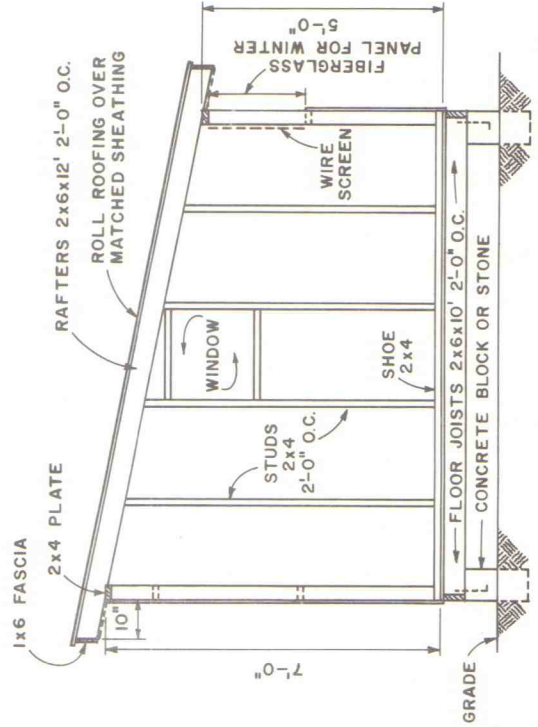 1x6 FASCIA
2x4 PLATE
RAFTERS 2x6x12' 2'-0" O.C.
ROLL ROOFING OVER
MATCHED SHEATHING
10"
7'-0"
WINDOW
STUDS
2x4
2'-0" O.C.
SHOE
2x4
WIRE
SCREEN
FIBERGLASS
PANEL FOR WINTER
5'-0"
FLOOR JOISTS 2x6x10' 2'-0" O.C.
CONCRETE BLOCK OR STONE
GRADE